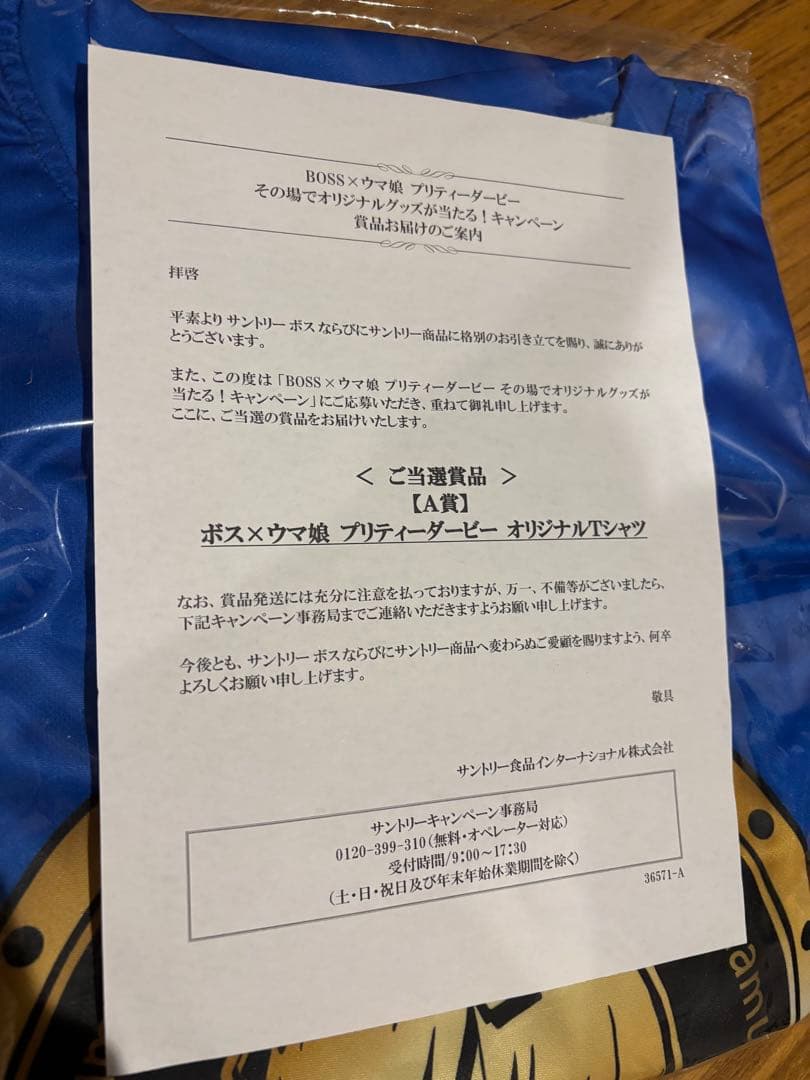 BOSS×ウマ娘 プリティーダービー
その場でオリジナルグッズが当たる！キャンペーン
賞品お届けのご案内
拝啓
平素より サントリー ボス ならびにサントリー商品に格別のお引き立てを賜り、誠にありが
とうございます。
また、この度は「BOSS×ウマ娘 プリティーダービー その場でオリジナルグッズが
当たる！キャンペーン」にご応募いただき、重ねて御礼申し上げます。
ここに、ご当選の賞品をお届けいたします。
＜ ご当選賞品 ＞
【A賞】
ボス×ウマ娘 プリティーダービー オリジナルTシャツ
なお、賞品発送には充分に注意を払っておりますが、万一、不備等がございましたら、
下記キャンペーン事務局までご連絡いただきますようお願い申し上げます。
今後とも、サントリー ボスならびにサントリー商品へ変わらぬご愛顧を賜りますよう、何卒
よろしくお願い申し上げます。
敬具
サントリー食品インターナショナル株式会社
サントリーキャンペーン事務局
0120-399-310（無料・オペレーター対応）
受付時間/9：00～17：30
（土・日・祝日及び年末年始休業期間を除く）
36571-A